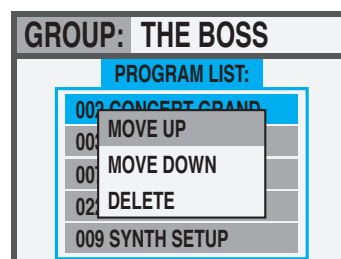 GROUP: THE BOSS
PROGRAM LIST:
002 CONCERT GRAND
MOVE UP
MOVE DOWN
DELETE
009 SYNTH SETUP